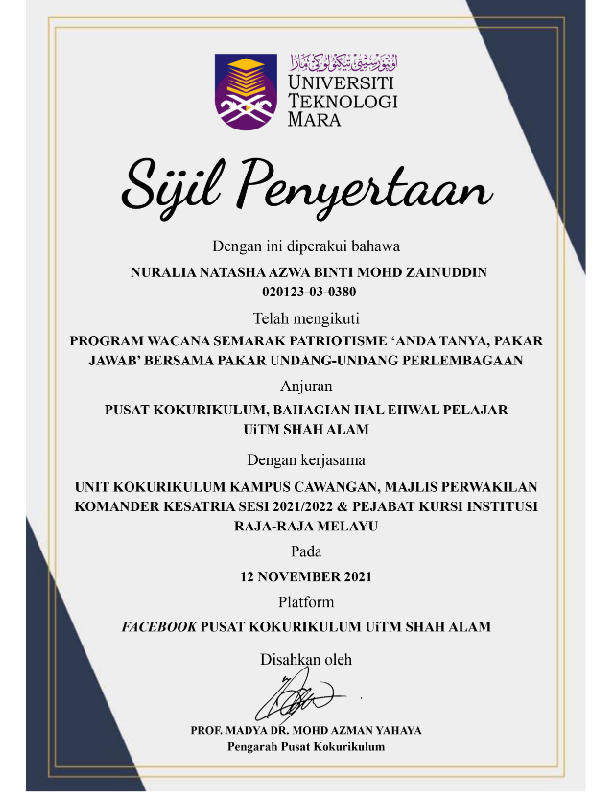 اونيۏرسيتي تيكنولوڬي مارا
UNIVERSITI
TEKNOLOGI
MARA
Sijil Penyertaan
Dengan ini diperakui bahawa
NURALIA NATASHA AZWA BINTI MOHD ZAINUDDIN
020123-03-0380
Telah mengikuti
PROGRAM WACANA SEMARAK PATRIOTISME ‘ANDA TANYA, PAKAR
JAWAB’ BERSAMA PAKAR UNDANG-UNDANG PERLEMBAGAAN
Anjuran
PUSAT KOKURIKULUM, BAHAGIAN HAL EHWAL PELAJAR
UiTM SHAH ALAM
Dengan kerjasama
UNIT KOKURIKULUM KAMPUS CAWANGAN, MAJLIS PERWAKILAN
KOMANDER KESATRIA SESI 2021/2022 & PEJABAT KURSI INSTITUSI
RAJA-RAJA MELAYU
Pada
12 NOVEMBER 2021
Platform
FACEBOOK PUSAT KOKURIKULUM UiTM SHAH ALAM
Disahkan oleh
PROF. MADYA DR. MOHD AZMAN YAHAYA
Pengarah Pusat Kokurikulum